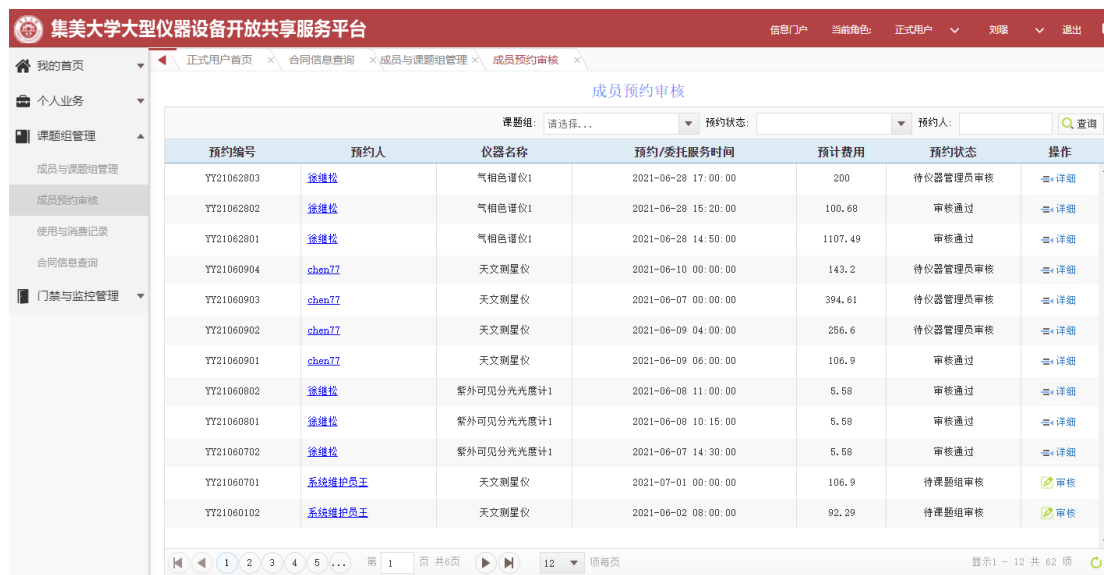 集美大学大型仪器设备开放共享服务平台
信息门户 当前角色: 正式用户 刘璟 退出
我的首页
个人业务
课题组管理
成员与课题组管理
成员预约审核
使用与消费记录
合同信息查询
门禁与监控管理
正式用户首页 × 合同信息查询 × 成员与课题组管理 × 成员预约审核 ×
成员预约审核
课题组: 请选择... 预约状态: 预约人: 查询
预约编号 预约人 仪器名称 预约/委托服务时间 预计费用 预约状态 操作
YY21062803 徐继松 气相色谱仪1 2021-06-28 17:00:00 200 待仪器管理员审核 详细
YY21062802 徐继松 气相色谱仪1 2021-06-28 15:20:00 100.68 审核通过 详细
YY21062801 徐继松 气相色谱仪1 2021-06-28 14:50:00 1107.49 审核通过 详细
YY21060904 chen77 天文测星仪 2021-06-10 00:00:00 143.2 待仪器管理员审核 详细
YY21060903 chen77 天文测星仪 2021-06-07 00:00:00 394.61 待仪器管理员审核 详细
YY21060902 chen77 天文测星仪 2021-06-09 04:00:00 256.6 待仪器管理员审核 详细
YY21060901 chen77 天文测星仪 2021-06-09 06:00:00 106.9 审核通过 详细
YY21060802 徐继松 紫外可见分光光度计1 2021-06-08 11:00:00 5.58 审核通过 详细
YY21060801 徐继松 紫外可见分光光度计1 2021-06-08 10:15:00 5.58 审核通过 详细
YY21060702 徐继松 紫外可见分光光度计1 2021-06-07 14:30:00 5.58 审核通过 详细
YY21060701 系统维护员王 天文测星仪 2021-07-01 00:00:00 106.9 待课题组审核 审核
YY21060102 系统维护员王 天文测星仪 2021-06-02 08:00:00 92.29 待课题组审核 审核
1 2 3 4 5 ... 第 1 页 共6页 12 项每页 显示1 - 12 共 62 项